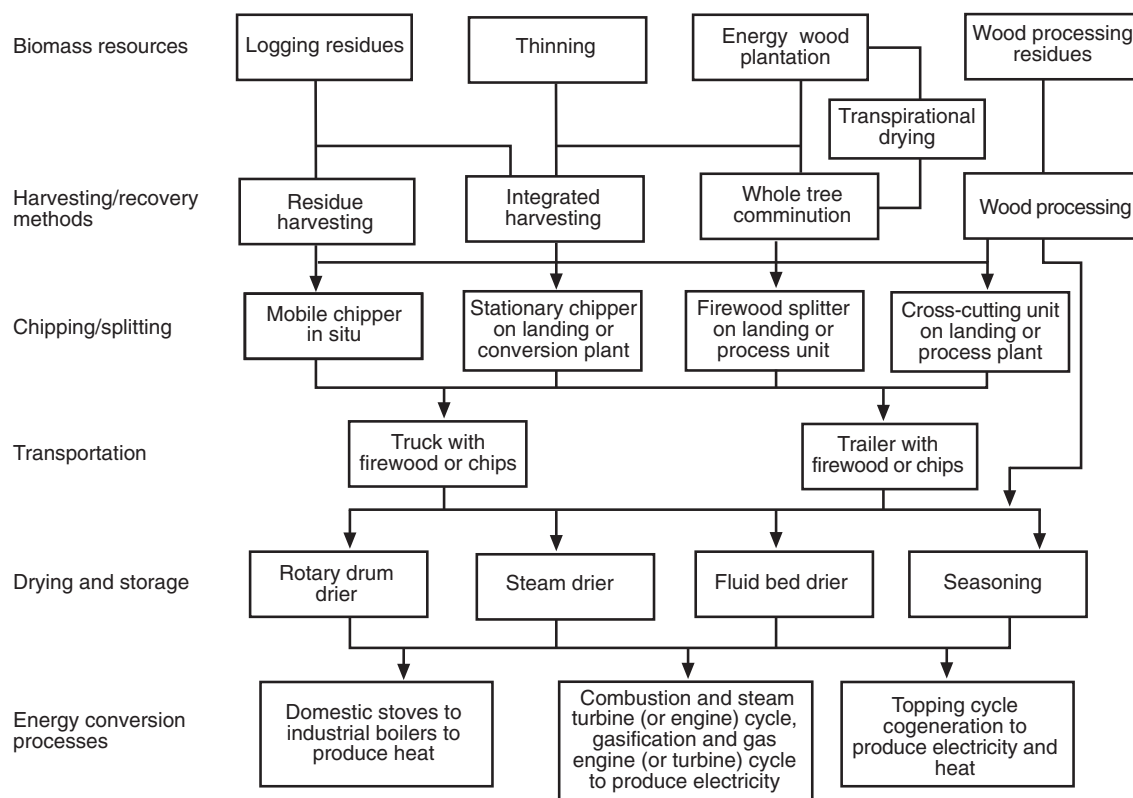 Biomass resources
Logging residues
Thinning
Energy wood
plantation
Wood processing
residues
Transpirational
drying
Harvesting/recovery
methods
Residue
harvesting
Integrated
harvesting
Whole tree
comminution
Wood processing
Chipping/splitting
Mobile chipper
in situ
Stationary chipper
on landing or
conversion plant
Firewood splitter
on landing or
process unit
Cross-cutting unit
on landing or
process plant
Transportation
Truck with
firewood or chips
Trailer with
firewood or chips
Drying and storage
Rotary drum
drier
Steam drier
Fluid bed drier
Seasoning
Energy conversion
processes
Domestic stoves to
industrial boilers to
produce heat
Combustion and steam
turbine (or engine) cycle,
gasification and gas
engine (or turbine) cycle
to produce electricity
Topping cycle
cogeneration to
produce electricity and
heat